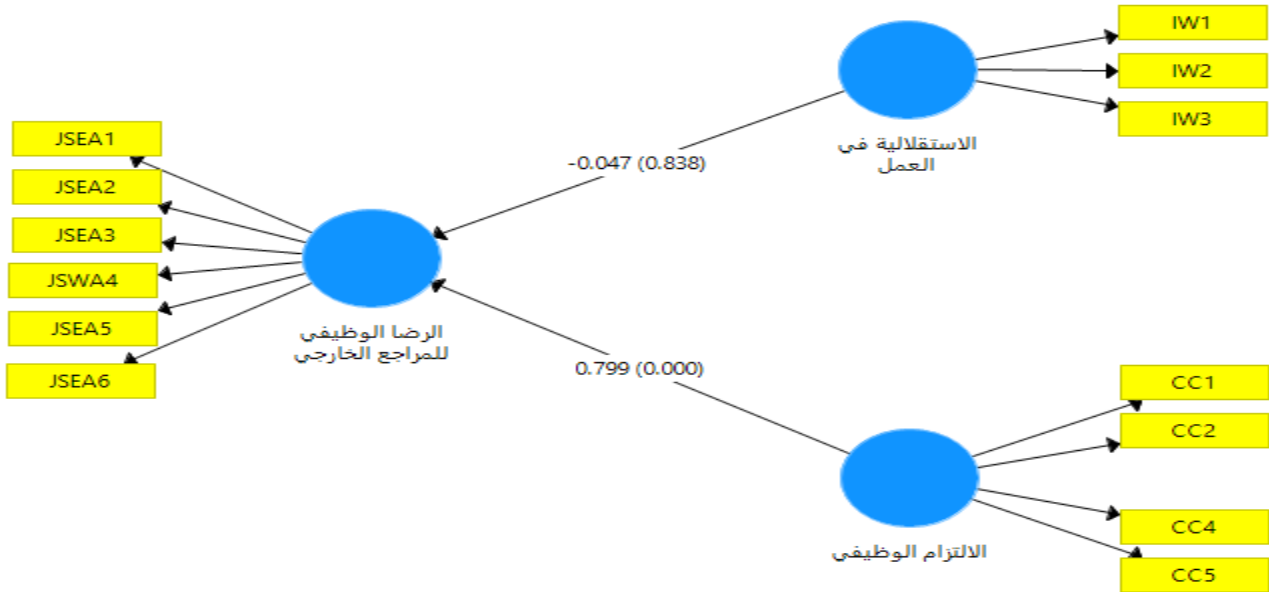 IW1
IW2
IW3
الاستقلالية في
العمل
-0.047 (0.838)
JSEA1
JSEA2
JSEA3
JSWA4
JSEA5
JSEA6
الرضا الوظيفي
للمراجع الخارجي
0.799 (0.000)
CC1
CC2
CC4
CC5
الالتزام الوظيفي